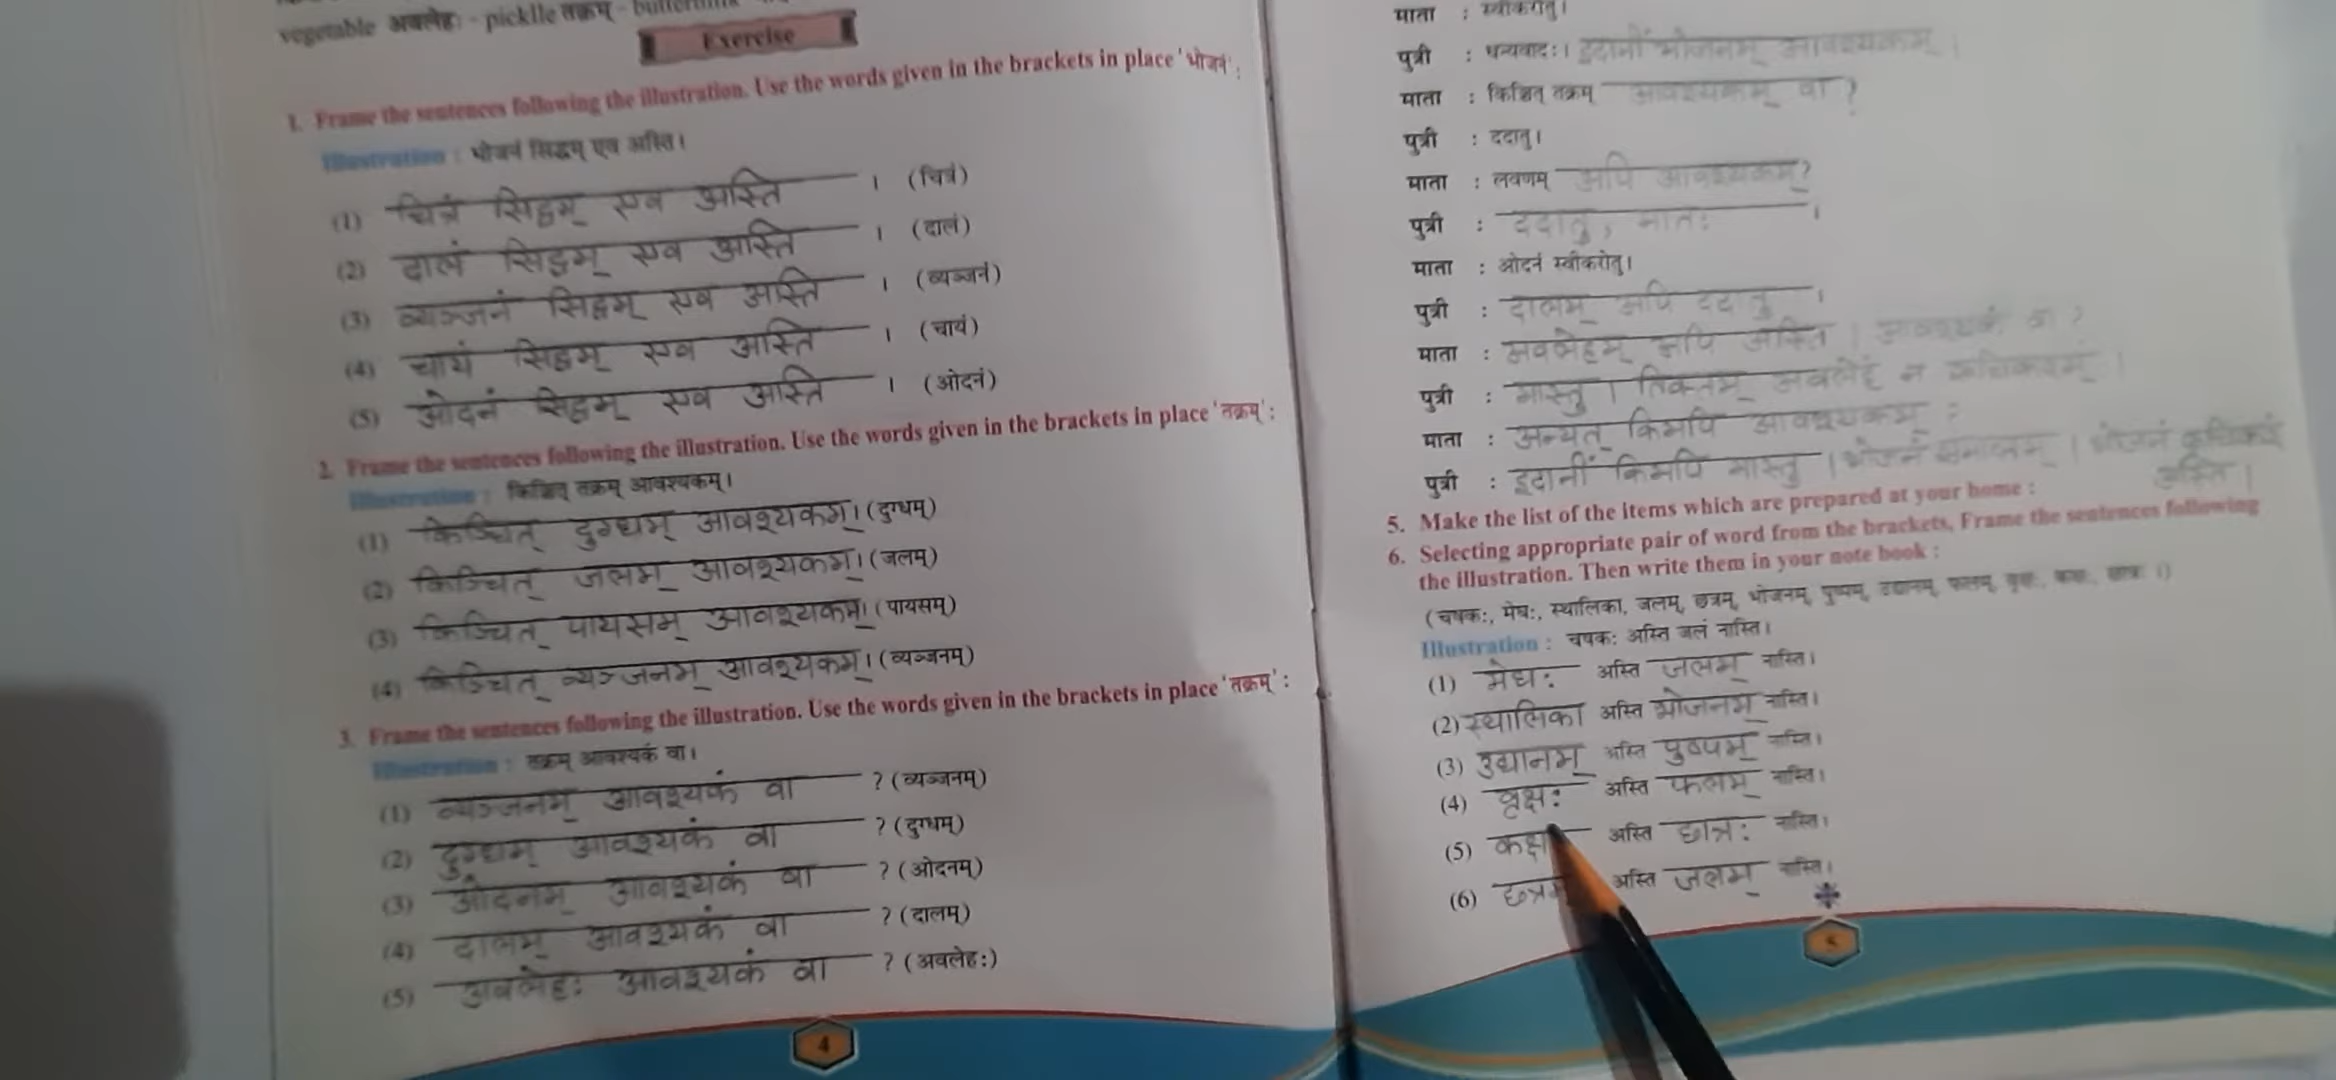 vegetable अवलेहः - picklle तक्रम् -
Exercise
1. Frame the sentences following the illustration. Use the words given in the brackets in place 'भोजनं' :
Illustration : भोजनं सिद्धम् एव अस्ति।
(1) चित्रं सिद्धम् एव अस्ति । (चित्रं)
(2) दालं सिद्धम् एव अस्ति । (दालं)
(3) व्यञ्जनं सिद्धम् एव अस्ति । (व्यञ्जनं)
(4) चायं सिद्धम् एव अस्ति । (चायं)
(5) ओदनं सिद्धम् एव अस्ति । (ओदनं)
2. Frame the sentences following the illustration. Use the words given in the brackets in place 'तक्रम्' :
Illustration : किञ्चित् तक्रम् आवश्यकम्।
(1) किञ्चित् दुग्धम् आवश्यकम्। (दुग्धम्)
(2) किञ्चित् जलम् आवश्यकम्। (जलम्)
(3) किञ्चित् पायसम् आवश्यकम्। (पायसम्)
(4) किञ्चित् व्यञ्जनम् आवश्यकम्। (व्यञ्जनम्)
3. Frame the sentences following the illustration. Use the words given in the brackets in place 'तक्रम्' :
Illustration : तक्रम् आवश्यकं वा।
(1) व्यञ्जनम् आवश्यकं वा ? (व्यञ्जनम्)
(2) दुग्धम् आवश्यकं वा ? (दुग्धम्)
(3) ओदनम् आवश्यकं वा ? (ओदनम्)
(4) दालम् आवश्यकं वा ? (दालम्)
(5) अवलेहः आवश्यकं वा ? (अवलेहः)
4
माता : स्वीकरोतु।
पुत्री : धन्यवादः। इदानीं भोजनम् आवश्यकम् ।
माता : किञ्चित् तक्रम् आवश्यकम् वा ?
पुत्री : ददातु।
माता : लवणम् अपि आवश्यकम्?
पुत्री : ददातु, मातः ।
माता : ओदनं स्वीकरोतु।
पुत्री : दालम् अपि ददातु ।
माता : अवलेहम् अपि अस्ति । आवश्यकं वा ?
पुत्री : मास्तु । तिक्तम् अवलेहं न रुचिकरम् ।
माता : अन्यत् किमपि आवश्यकम् :
पुत्री : इदानीं किमपि मास्तु । भोजनं समाप्तम् । भोजनं रुचिकरं
अस्ति ।
5. Make the list of the items which are prepared at your home :
6. Selecting appropriate pair of word from the brackets, Frame the sentences following
the illustration. Then write them in your note book :
(चषकः, मेघः, स्थालिका, जलम्, छत्रम्, भोजनम्, पुष्पम्, उद्यानम्, फलम्, वृक्षः, कक्षः, छात्रः ।)
Illustration : चषकः अस्ति जलं नास्ति।
(1) मेघः अस्ति जलम् नास्ति।
(2) स्थालिका अस्ति भोजनम् नास्ति।
(3) उद्यानम् अस्ति पुष्पम् नास्ति।
(4) वृक्षः अस्ति फलम् नास्ति।
(5) अस्ति छात्रः नास्ति।
(6) अस्ति जलम् नास्ति।
5